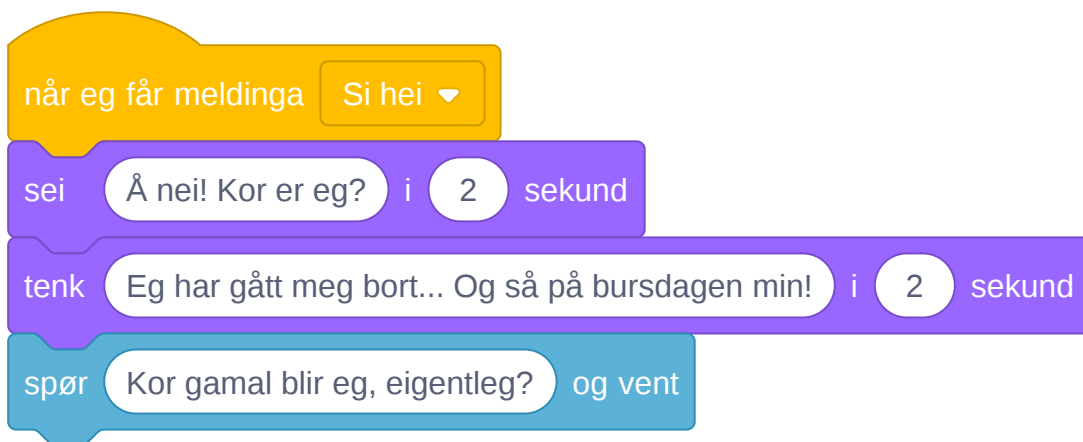 når eg får meldinga Si hei
sei Å nei! Kor er eg? i 2 sekund
tenk Eg har gått meg bort... Og så på bursdagen min! i 2 sekund
spør Kor gamal blir eg, eigentleg? og vent